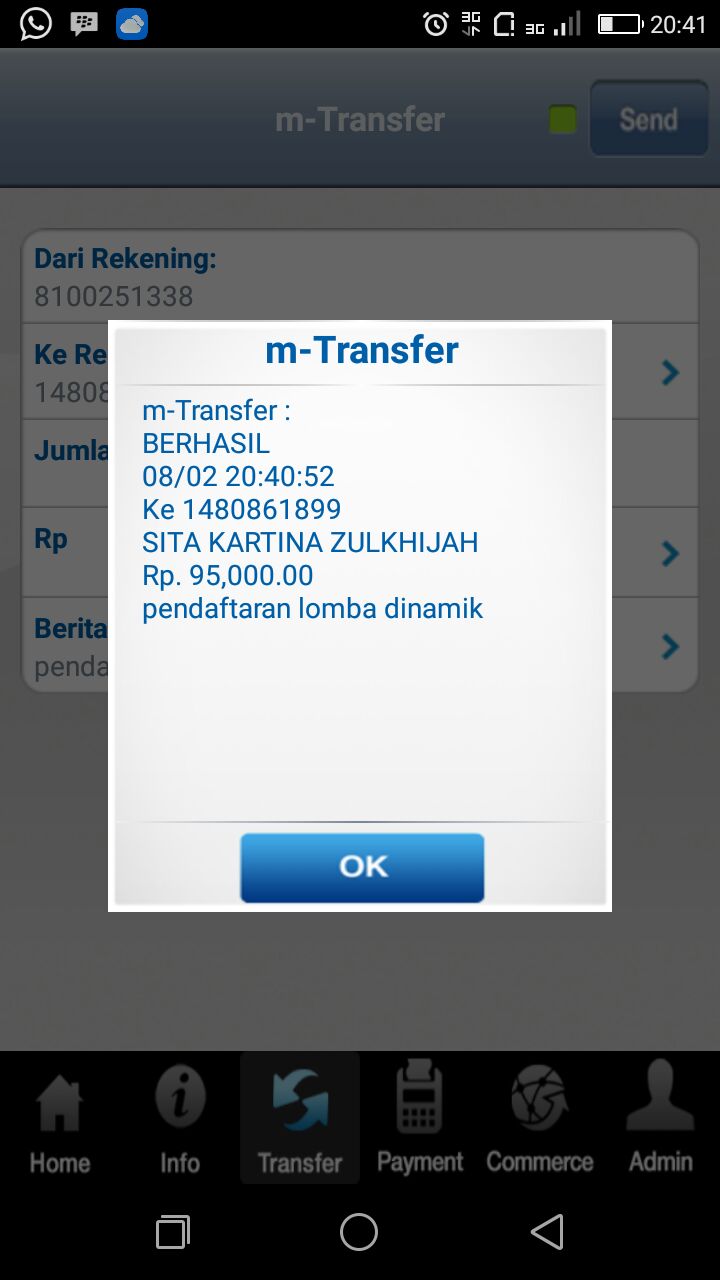 20:41
m-Transfer
Send
Dari Rekening:
8100251338
Ke Re
14808
Jumla
Rp
Berita
penda
m-Transfer
m-Transfer :
BERHASIL
08/02 20:40:52
Ke 1480861899
SITA KARTINA ZULKHIJAH
Rp. 95,000.00
pendaftaran lomba dinamik
OK
Home
Info
Transfer
Payment
Commerce
Admin